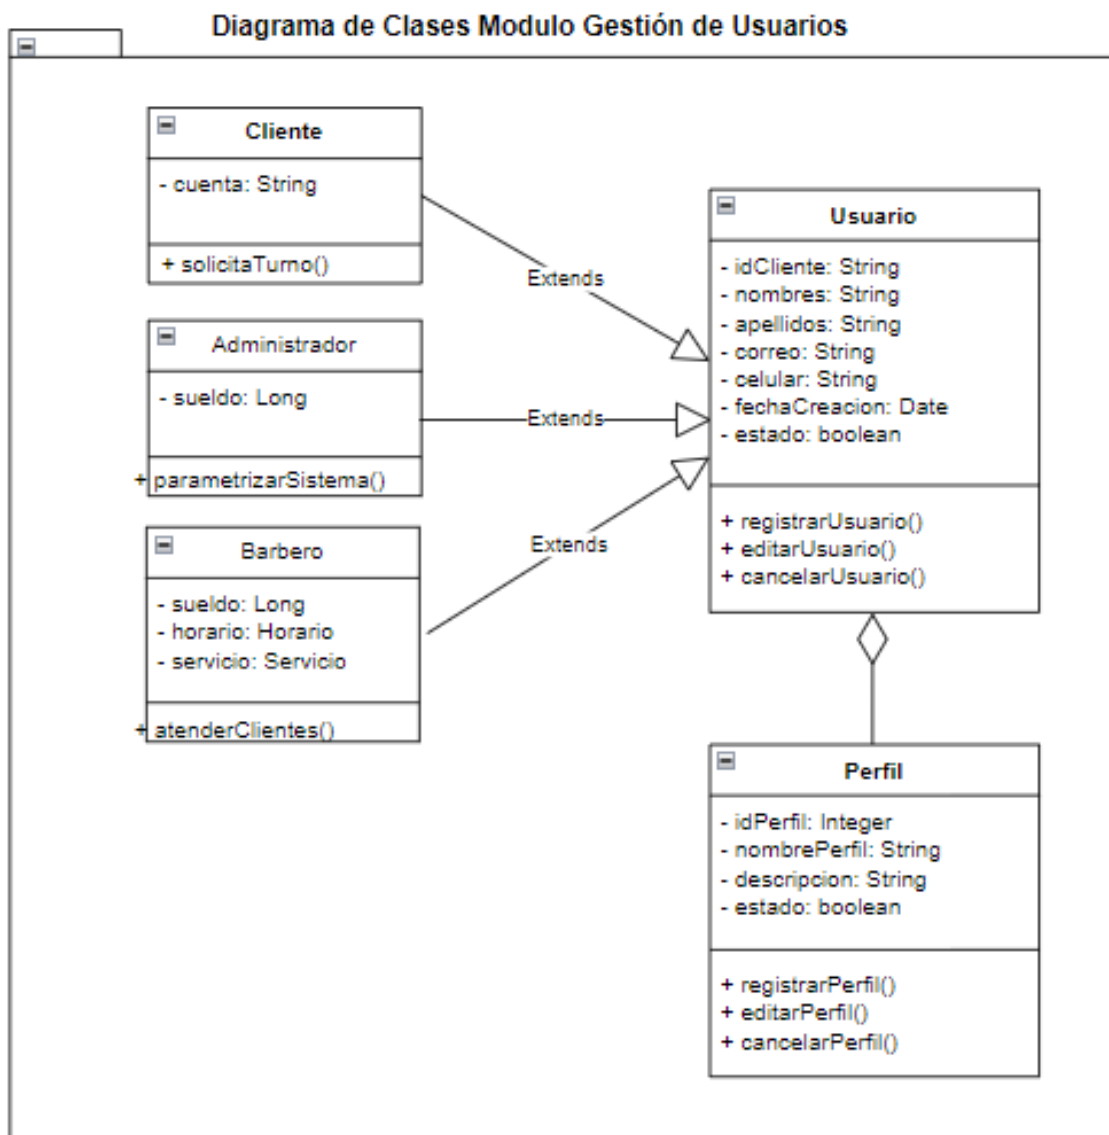 Diagrama de Clases Modulo Gestión de Usuarios
Cliente
- cuenta: String
+ solicitaTurno()
Extends
Administrador
- sueldo: Long
+ parametrizarSistema()
Extends
Barbero
- sueldo: Long
- horario: Horario
- servicio: Servicio
+ atenderClientes()
Extends
Usuario
- idCliente: String
- nombres: String
- apellidos: String
- correo: String
- celular: String
- fechaCreacion: Date
- estado: boolean
+ registrarUsuario()
+ editarUsuario()
+ cancelarUsuario()
Perfil
- idPerfil: Integer
- nombrePerfil: String
- descripcion: String
- estado: boolean
+ registrarPerfil()
+ editarPerfil()
+ cancelarPerfil()